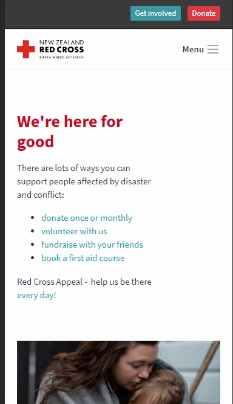 Get involved
Donate
NEW ZEALAND
RED CROSS
Menu
We're here for
good
There are lots of ways you can
support people affected by disaster
and conflict:
donate once or monthly
volunteer with us
fundraise with your friends
book a first aid course
Red Cross Appeal - help us be there
every day!